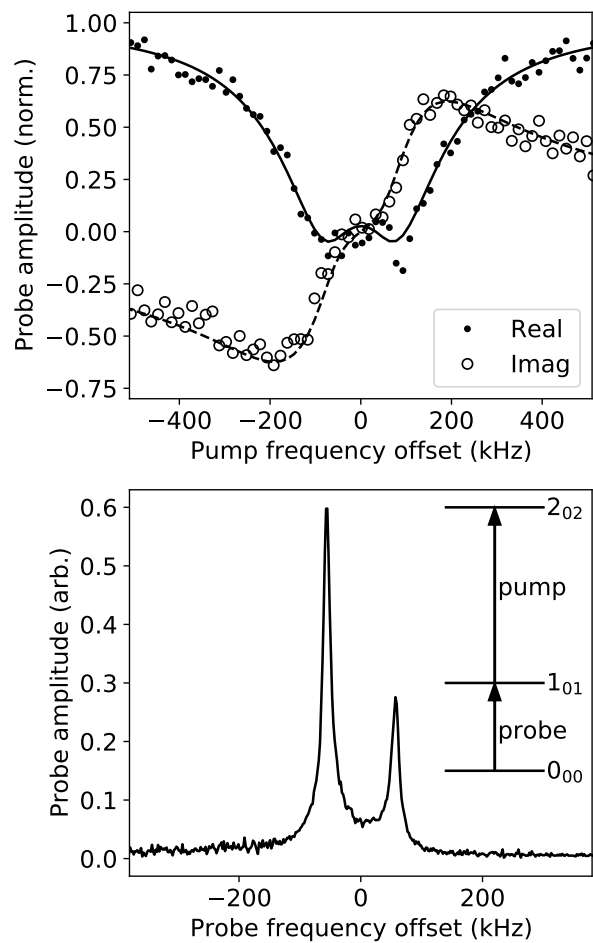 1.00
0.75
0.50
0.25
0.00
−0.25
−0.50
−0.75
Probe amplitude (norm.)
Real
Imag
−400 −200 0 200 400
Pump frequency offset (kHz)
0.6
0.5
0.4
0.3
0.2
0.1
0.0
Probe amplitude (arb.)
2₀₂
pump
1₀₁
probe
0₀₀
−200 0 200
Probe frequency offset (kHz)